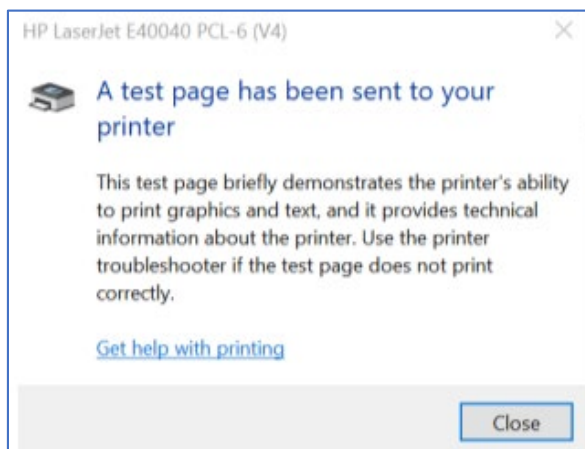 HP LaserJet E40040 PCL-6 (V4)
A test page has been sent to your
printer
This test page briefly demonstrates the printer's ability
to print graphics and text, and it provides technical
information about the printer. Use the printer
troubleshooter if the test page does not print
correctly.
Get help with printing
Close